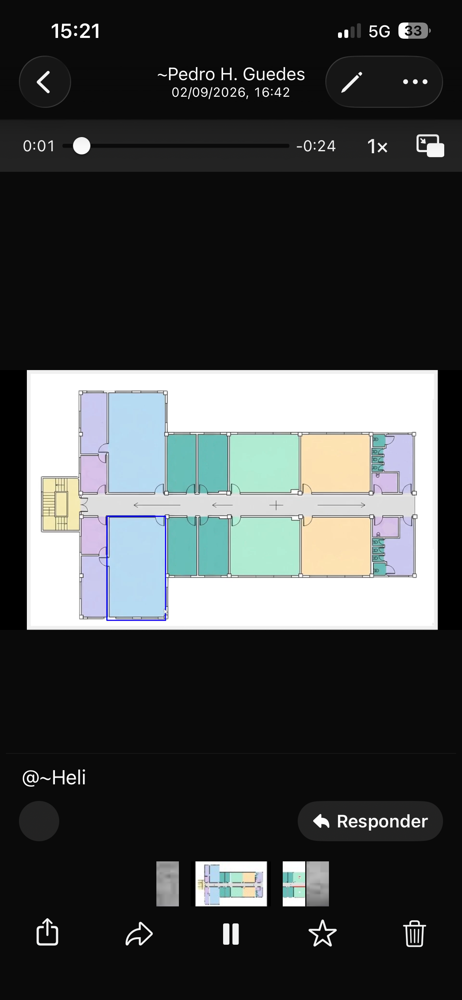 15:21
5G 33
~Pedro H. Guedes
02/09/2026, 16:42
0:01 -0:24 1×
@~Heli
Responder